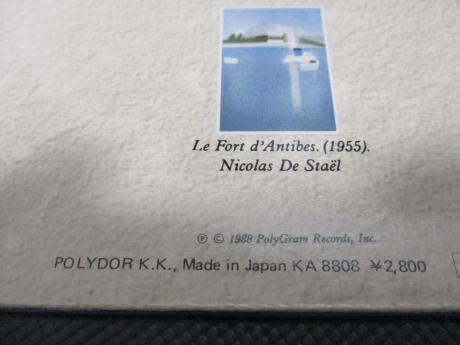 Le Fort d'Antibes. (1955).
Nicolas De Staël
℗ © 1988 PolyGram Records, Inc.
POLYDOR K.K., Made in Japan KA 8808 ¥2,800